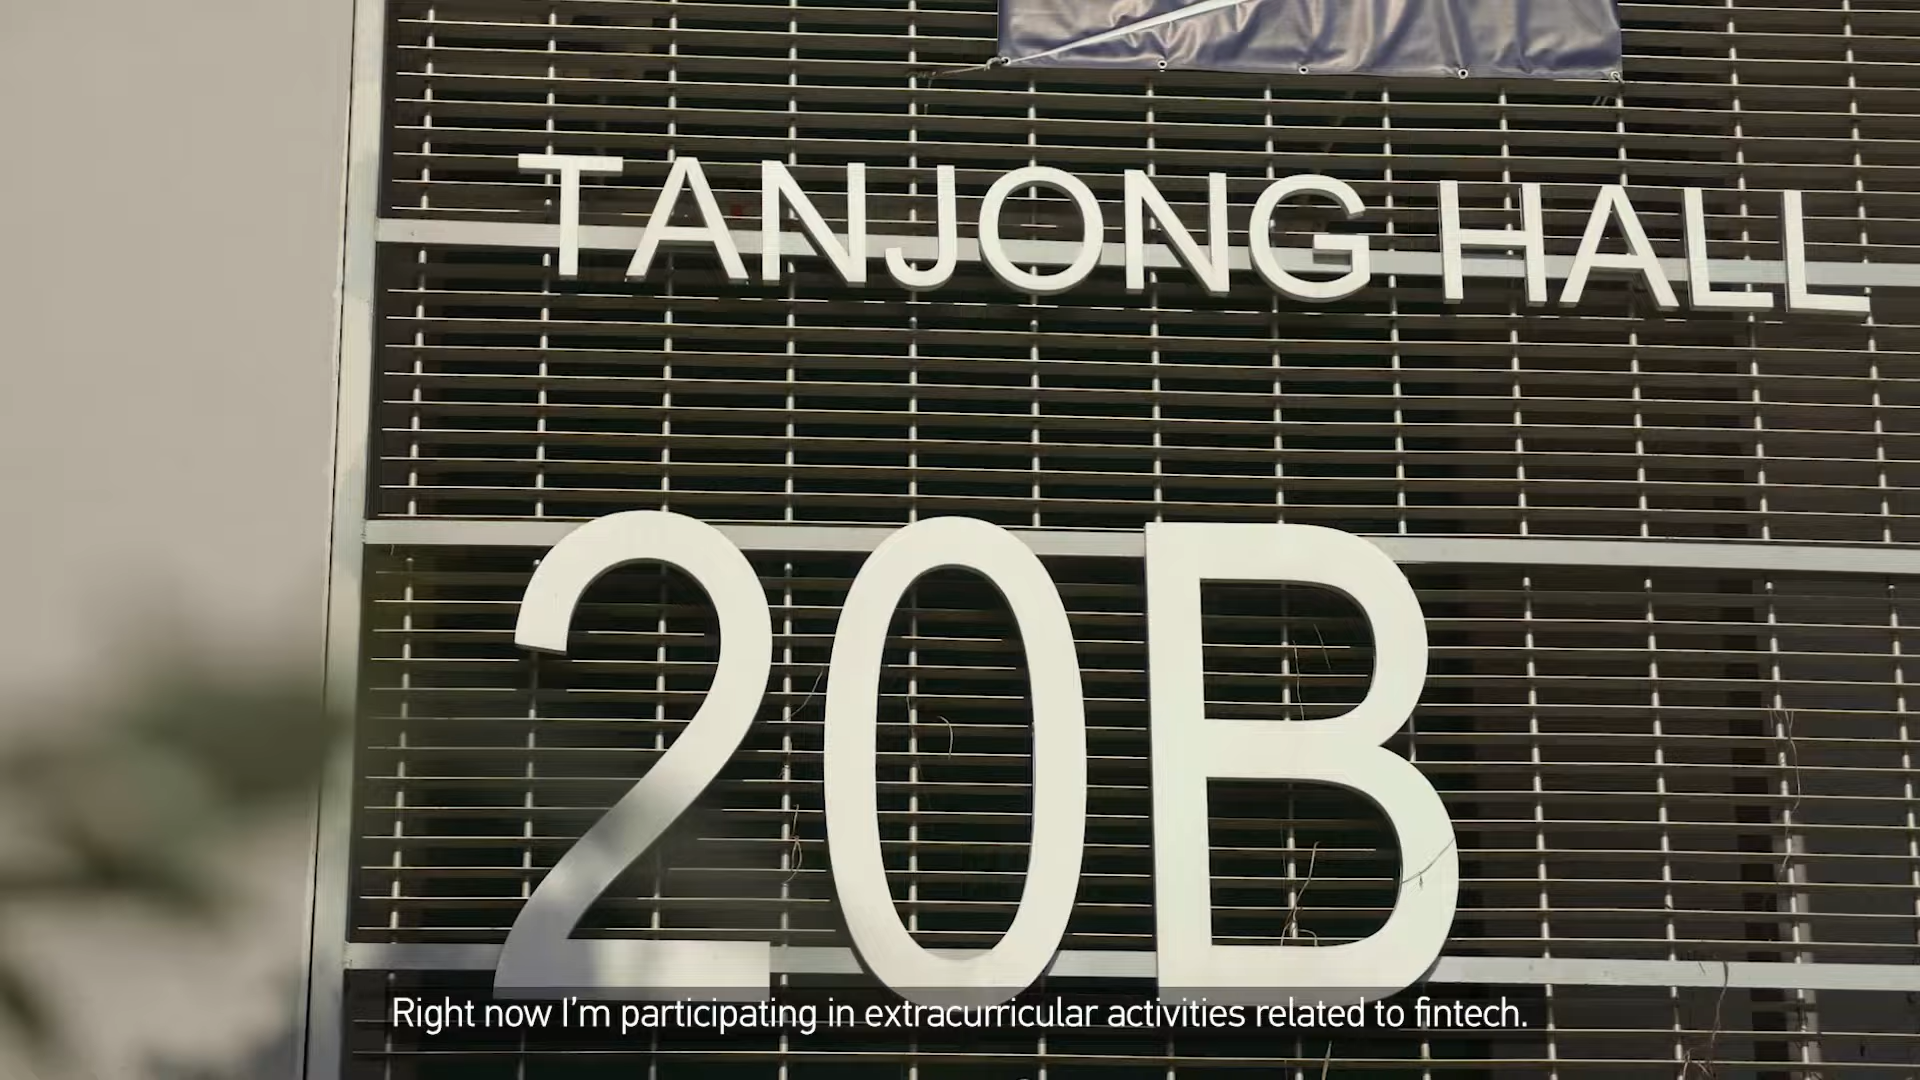 TANJONG HALL
20B
Right now I'm participating in extracurricular activities related to fintech.